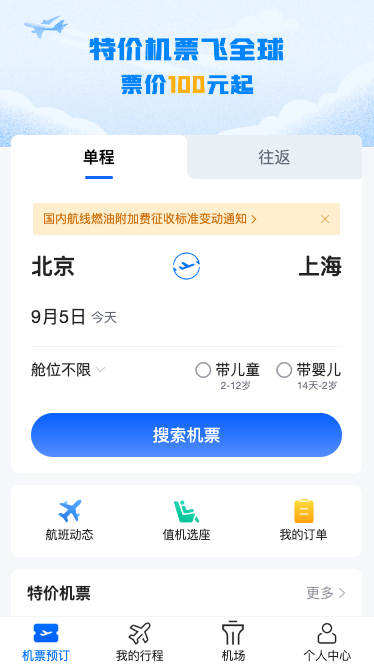 特价机票飞全球
票价100元起
单程 往返
国内航线燃油附加费征收标准变动通知
北京 上海
9月5日 今天
舱位不限 带儿童 带婴儿
2-12岁 14天-2岁
搜索机票
航班动态 值机选座 我的订单
特价机票 更多
机票预订 我的行程 机场 个人中心